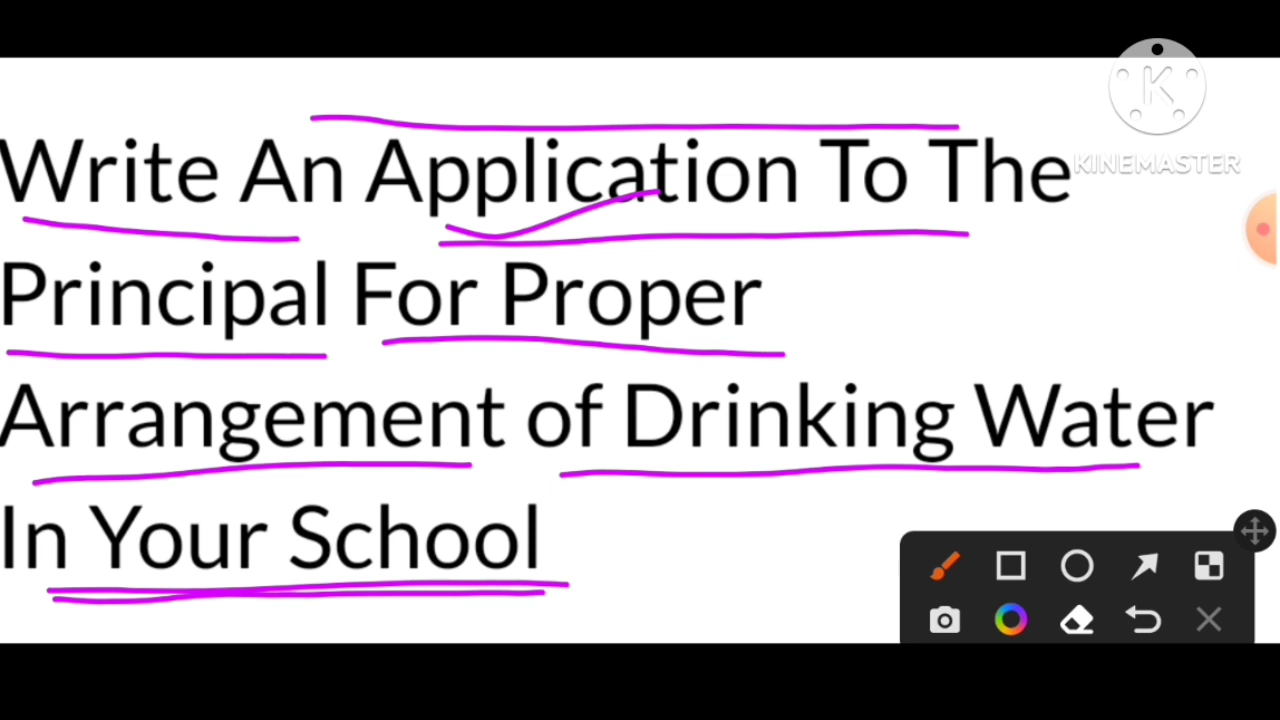 Write An Application To The
KINEMASTER
Principal For Proper
Arrangement of Drinking Water
In Your School